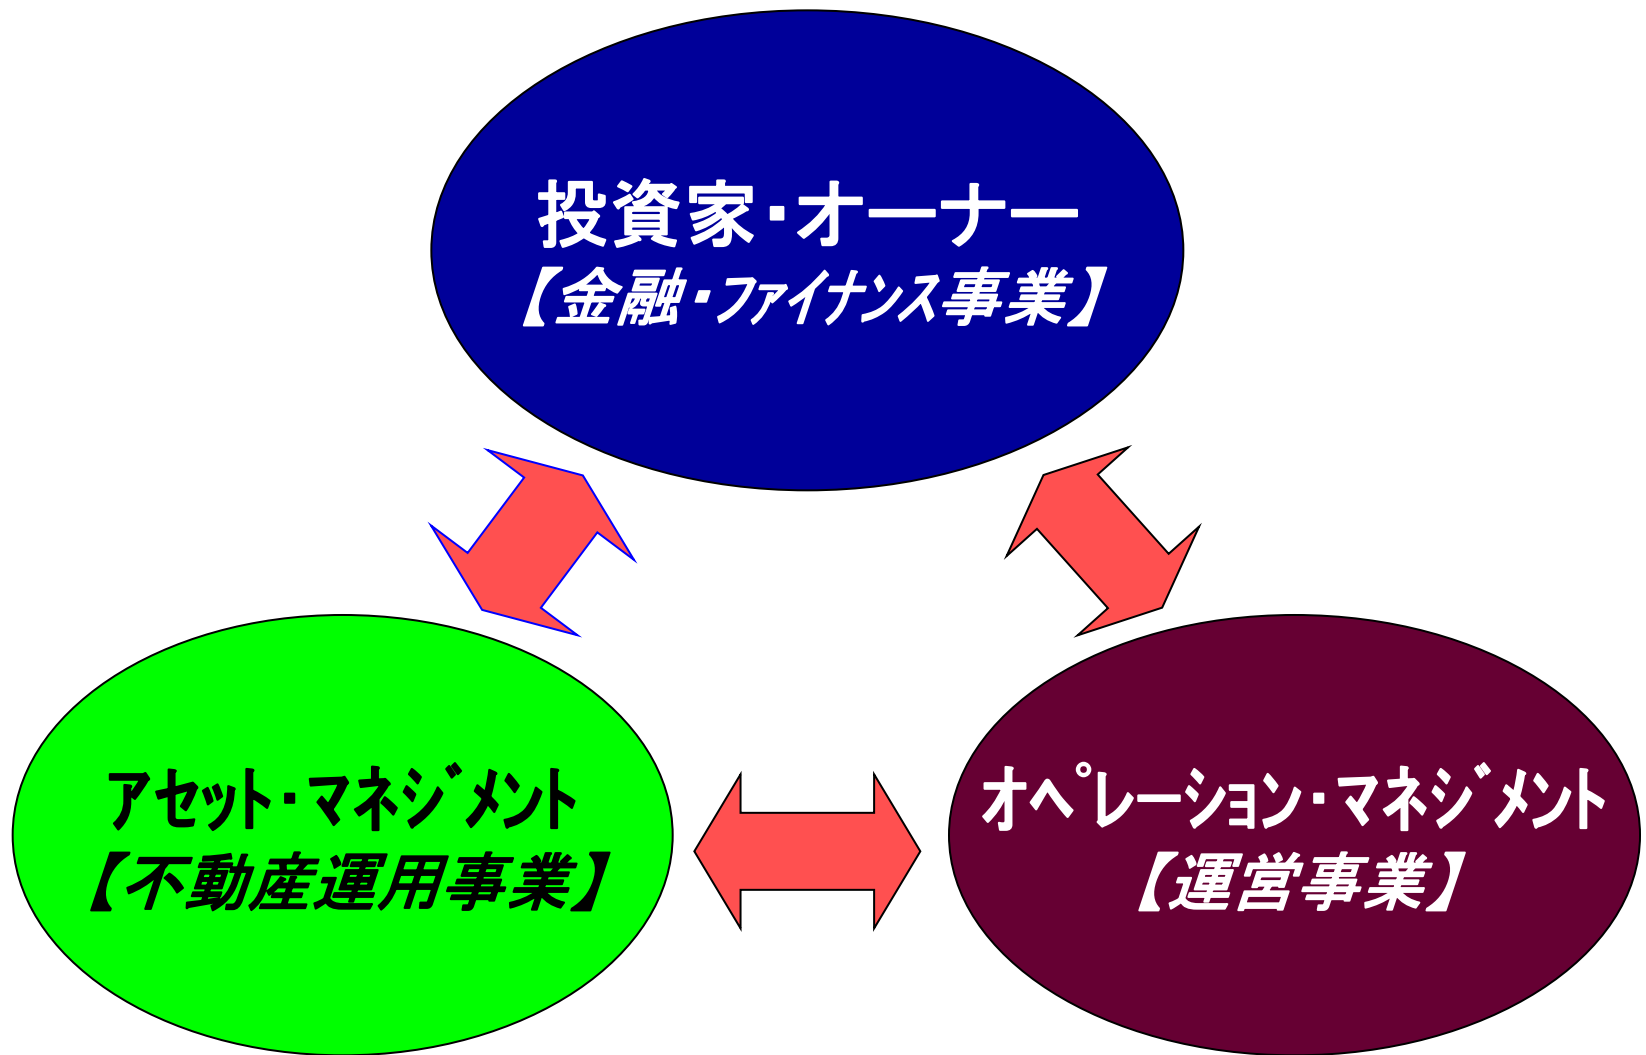 投資家・オーナー
【金融・ﾌｧｲﾅﾝｽ事業】
ｱｾｯﾄ・ﾏﾈｼﾞﾒﾝﾄ
【不動産運用事業】
ｵﾍﾟﾚｰｼｮﾝ・ﾏﾈｼﾞﾒﾝﾄ
【運営事業】